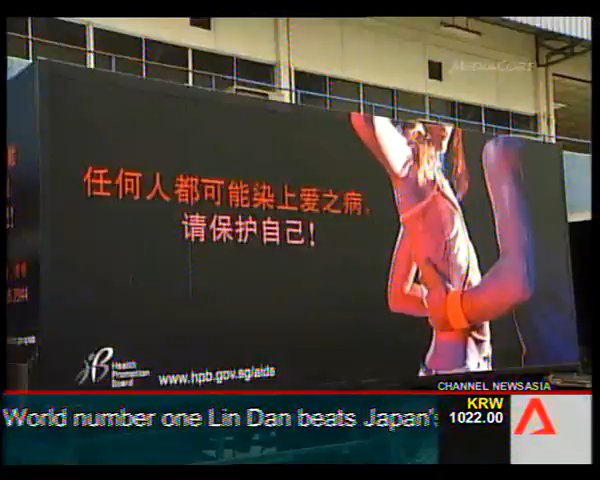 MEDIACORP
任何人都可能染上爱之病。
请保护自己！
Health
Promotion
Board
www.hpb.gov.sg/aids
CHANNEL NEWSASIA
World number one Lin Dan beats Japan's
KRW
1022.00